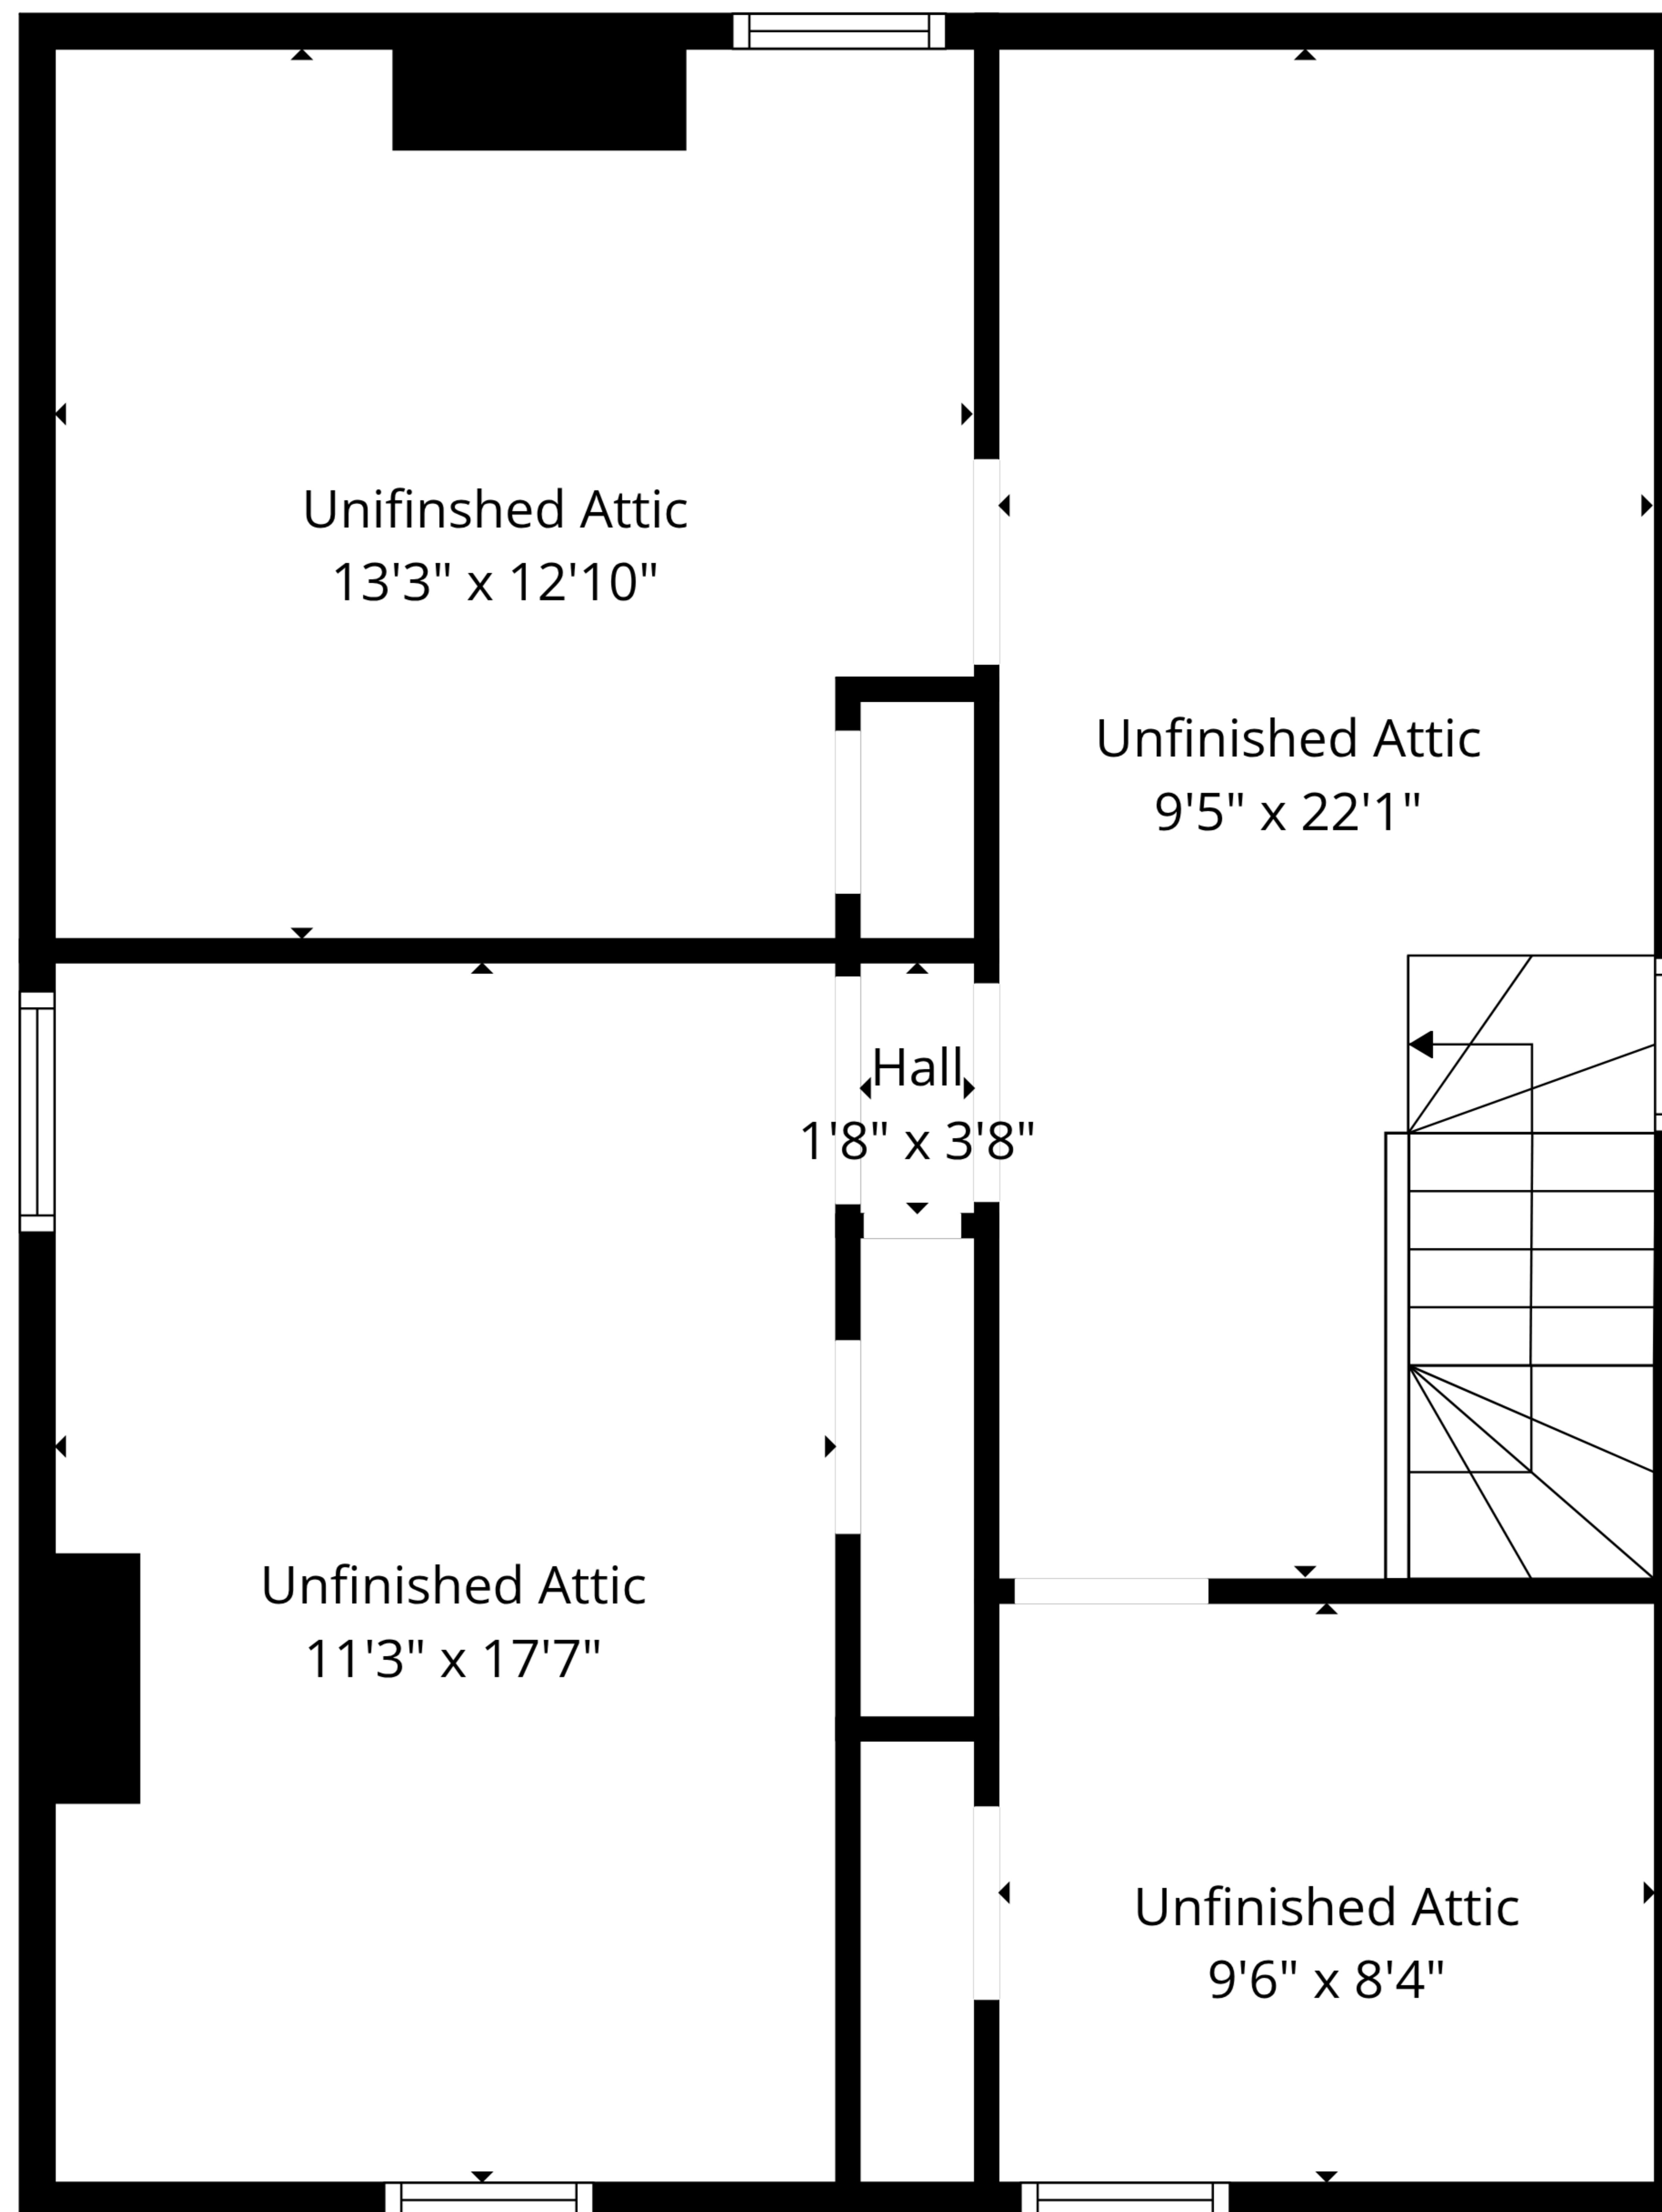 Unifinshed Attic
13'3" x 12'10"
Unfinished Attic
9'5" x 22'1"
Hall
1'8" x 3'8"
Unfinished Attic
11'3" x 17'7"
Unfinished Attic
9'6" x 8'4"